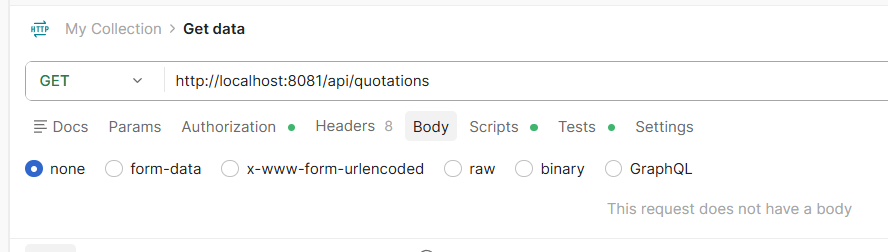 HTTP My Collection > Get data
GET http://localhost:8081/api/quotations
Docs Params Authorization Headers 8 Body Scripts Tests Settings
none form-data x-www-form-urlencoded raw binary GraphQL
This request does not have a body